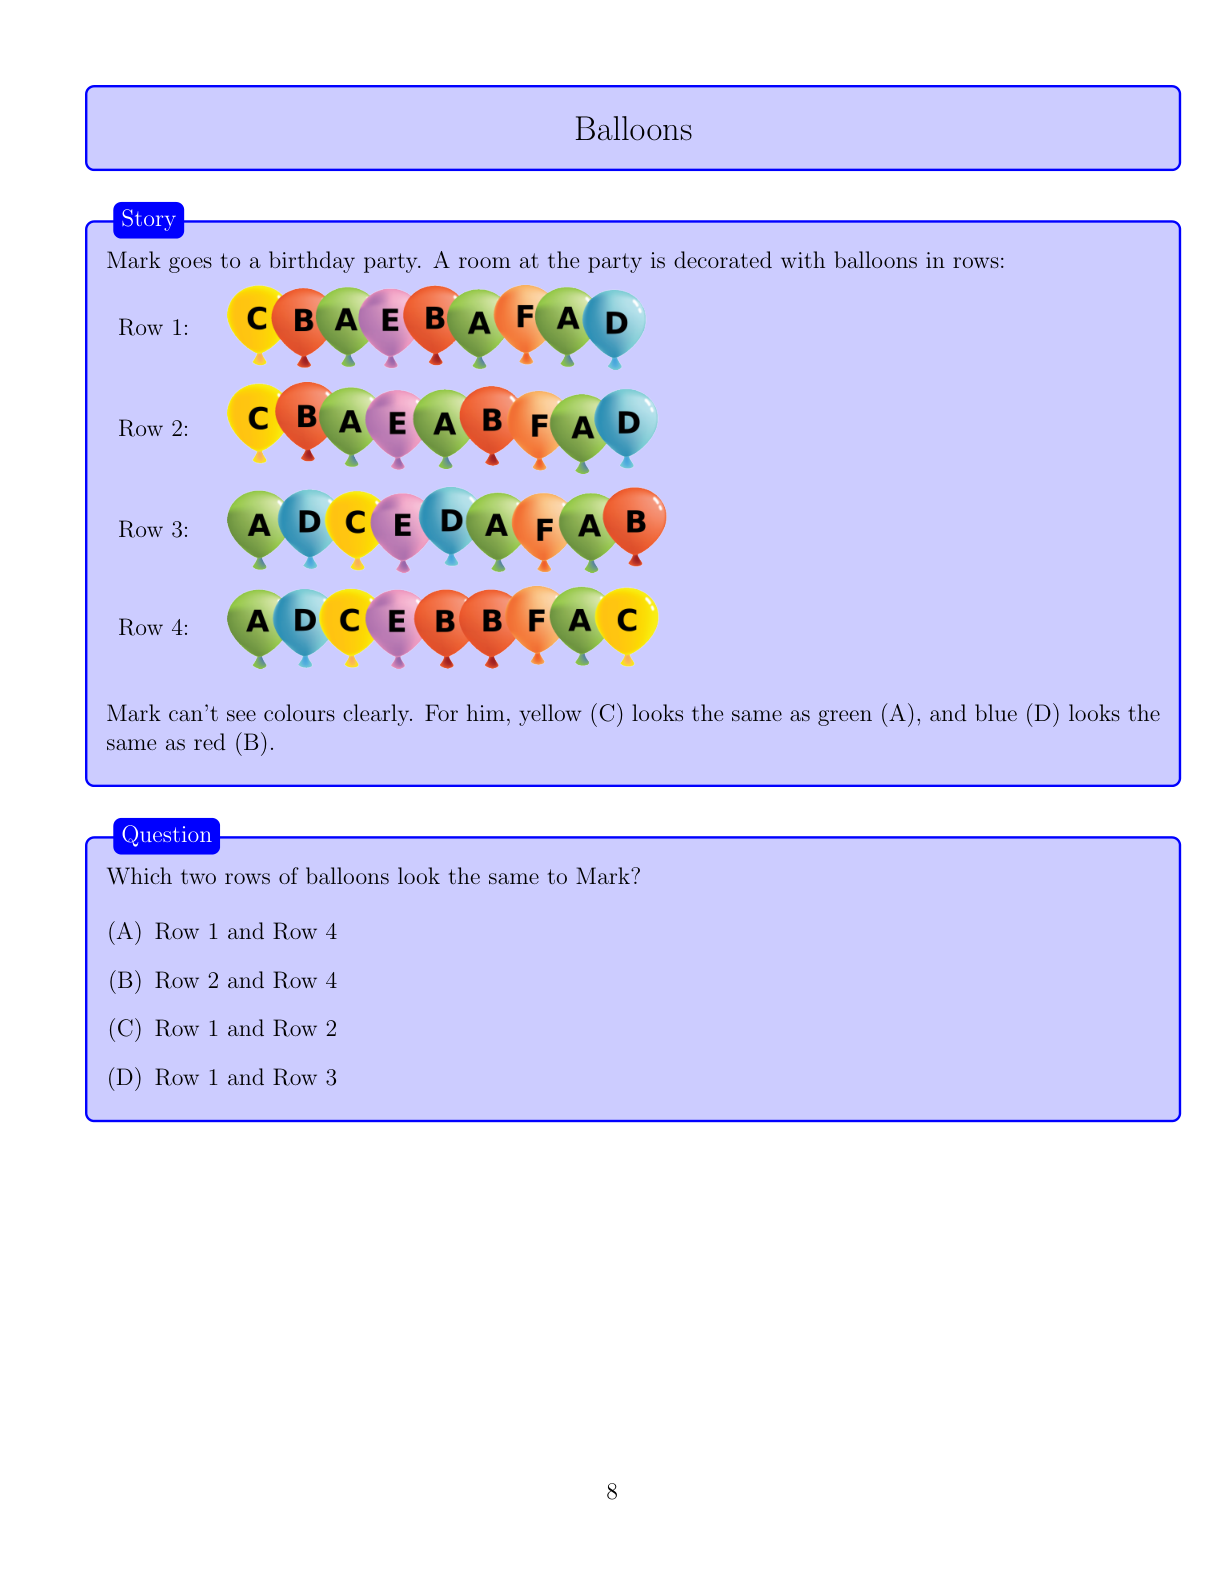 Balloons
Story
Mark goes to a birthday party. A room at the party is decorated with balloons in rows:
Row 1: C B A E B A F A D
Row 2: C B A E A B F A D
Row 3: A D C E D A F A B
Row 4: A D C E B B F A C
Mark can't see colours clearly. For him, yellow (C) looks the same as green (A), and blue (D) looks the
same as red (B).
Question
Which two rows of balloons look the same to Mark?
(A) Row 1 and Row 4
(B) Row 2 and Row 4
(C) Row 1 and Row 2
(D) Row 1 and Row 3
8